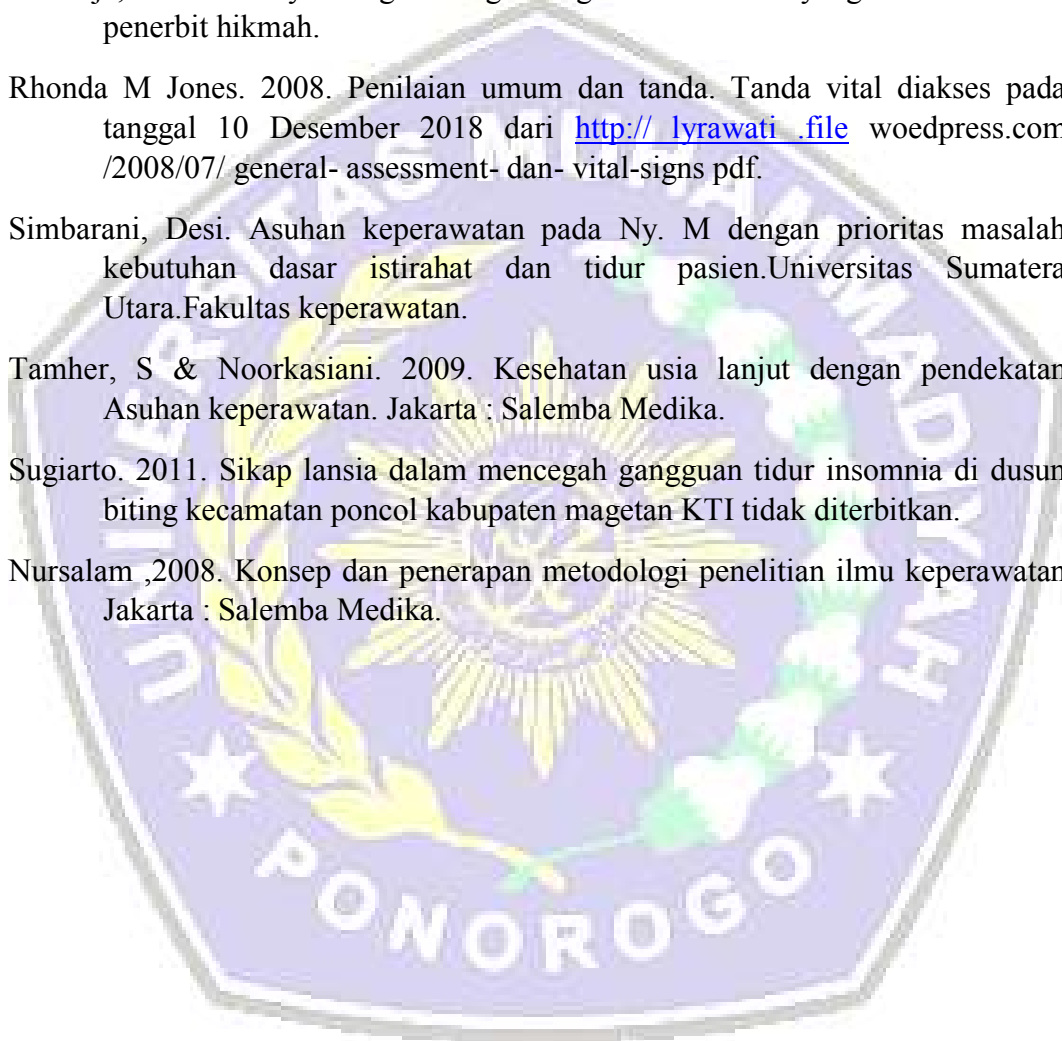 penerbit hikmah.
Rhonda M Jones. 2008. Penilaian umum dan tanda. Tanda vital diakses pada
tanggal 10 Desember 2018 dari http:// lyrawati .file woedpress.com
/2008/07/ general- assessment- dan- vital-signs pdf.
Simbarani, Desi. Asuhan keperawatan pada Ny. M dengan prioritas masalah
kebutuhan dasar istirahat dan tidur pasien.Universitas Sumatera
Utara.Fakultas keperawatan.
Tamher, S & Noorkasiani. 2009. Kesehatan usia lanjut dengan pendekatan
Asuhan keperawatan. Jakarta : Salemba Medika.
Sugiarto. 2011. Sikap lansia dalam mencegah gangguan tidur insomnia di dusun
biting kecamatan poncol kabupaten magetan KTI tidak diterbitkan.
Nursalam ,2008. Konsep dan penerapan metodologi penelitian ilmu keperawatan
Jakarta : Salemba Medika.
UNIVERSITAS MUHAMMADIYAH
PONOROGO